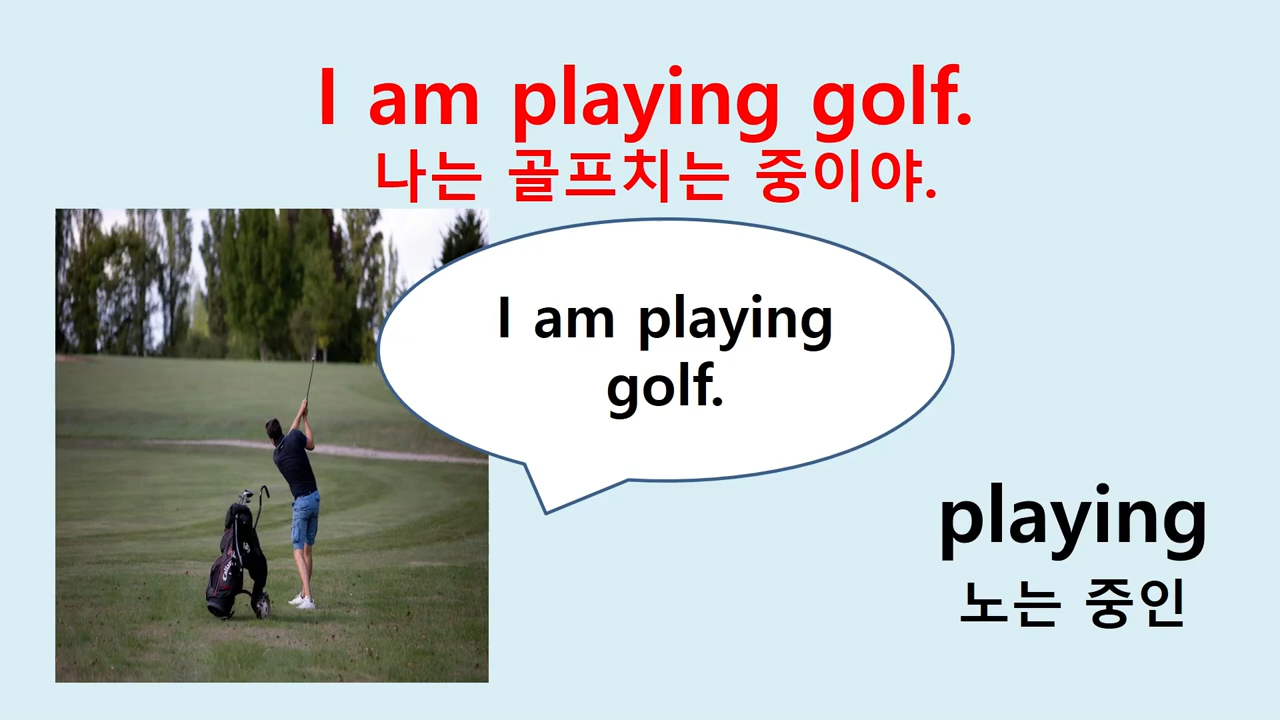 I am playing golf.
나는 골프치는 중이야.
I am playing
golf.
playing
노는 중인